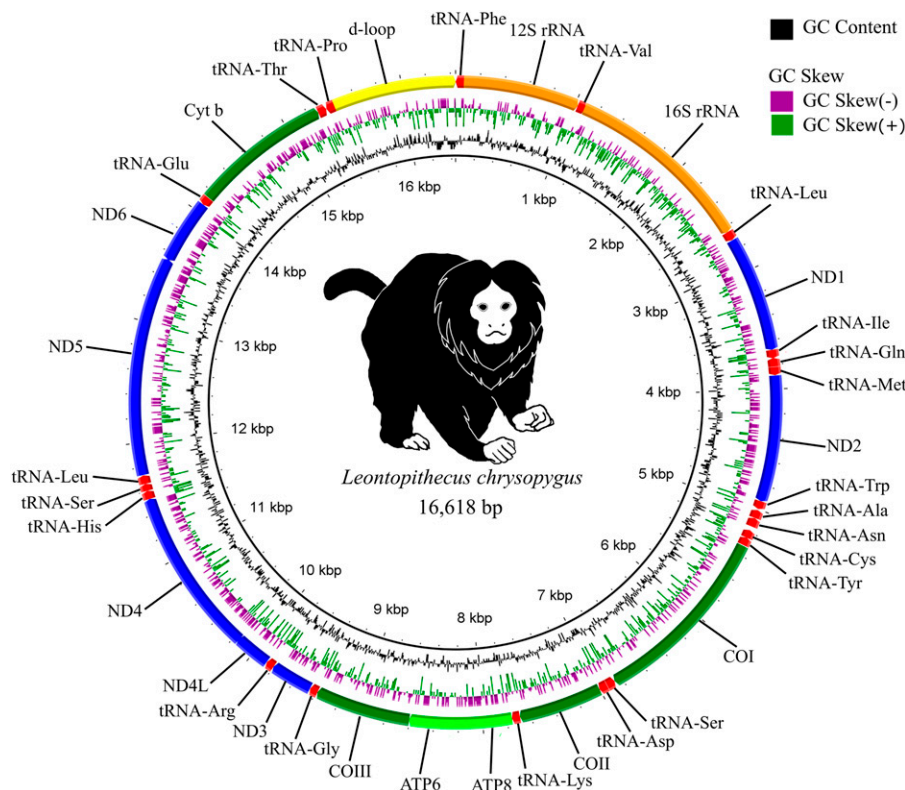 d-loop
tRNA-Phe
12S rRNA
tRNA-Val
16S rRNA
tRNA-Leu
ND1
tRNA-Ile
tRNA-Gln
tRNA-Met
ND2
tRNA-Trp
tRNA-Ala
tRNA-Asn
tRNA-Cys
tRNA-Tyr
COI
tRNA-Ser
tRNA-Asp
COII
tRNA-Lys
ATP8
ATP6
COIII
tRNA-Gly
ND3
tRNA-Arg
ND4L
ND4
tRNA-His
tRNA-Ser
tRNA-Leu
ND5
ND6
tRNA-Glu
Cyt b
tRNA-Thr
tRNA-Pro
GC Content
GC Skew
GC Skew(-)
GC Skew(+)
1 kbp
2 kbp
3 kbp
4 kbp
5 kbp
6 kbp
7 kbp
8 kbp
9 kbp
10 kbp
11 kbp
12 kbp
13 kbp
14 kbp
15 kbp
16 kbp
Leontopithecus chrysopygus
16,618 bp